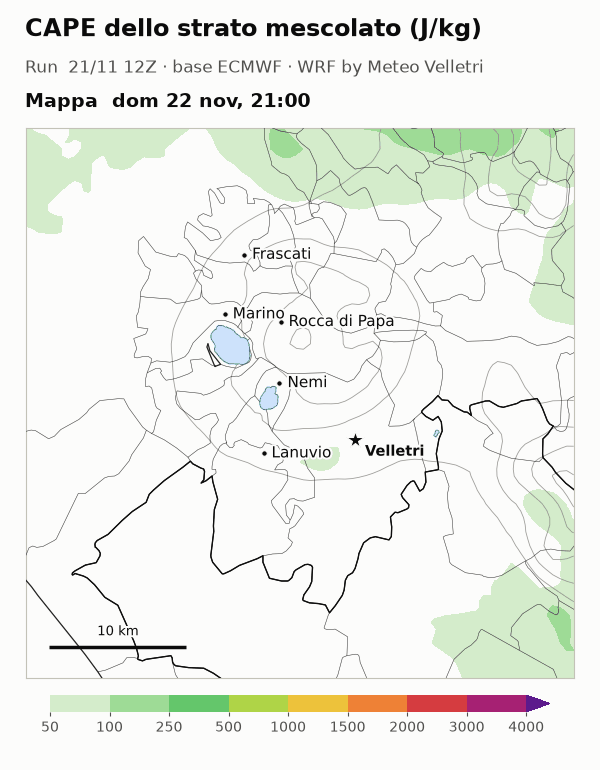 CAPE dello strato mescolato (J/kg)
Run  21/11 12Z · base ECMWF · WRF by Meteo Velletri
Mappa  dom 22 nov, 21:00
Frascati
Marino
Rocca di Papa
Nemi
Velletri
Lanuvio
10 km
50 100 250 500 1000 1500 2000 3000 4000